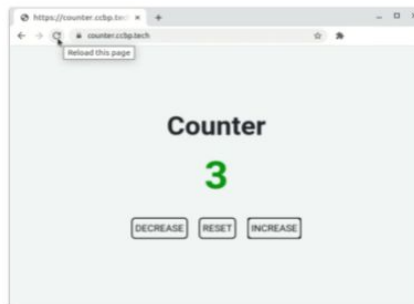 https://counter.ccbp.tech
counter.ccbp.tech
Reload this page
Counter
3
DECREASE RESET INCREASE